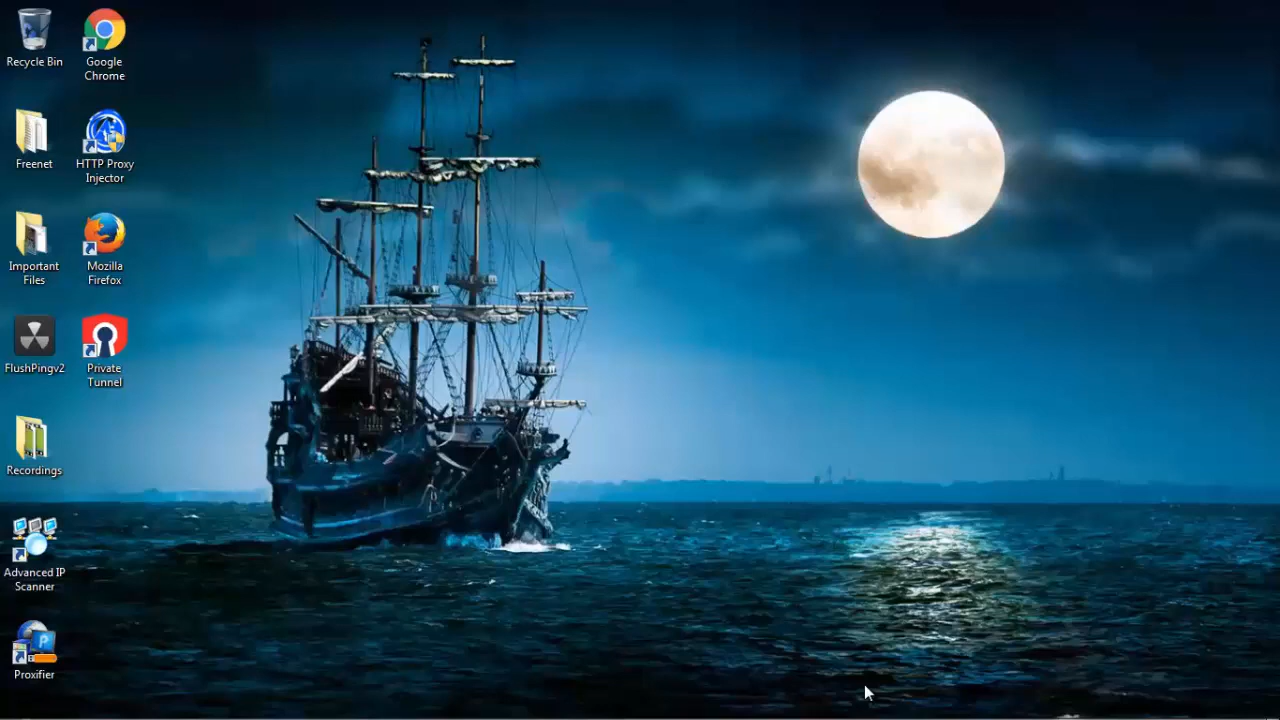 Recycle Bin
Google
Chrome
Freenet
HTTP Proxy
Injector
Important
Files
Mozilla
Firefox
FlushPingv2
Private
Tunnel
Recordings
Advanced IP
Scanner
P
Proxifier